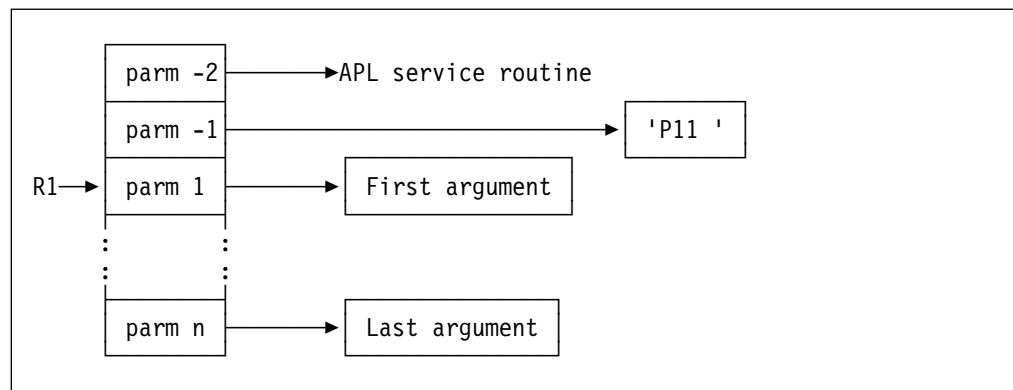 parm -2 APL service routine
parm -1 'P11 '
R1 parm 1 First argument
: :
: :
parm n Last argument